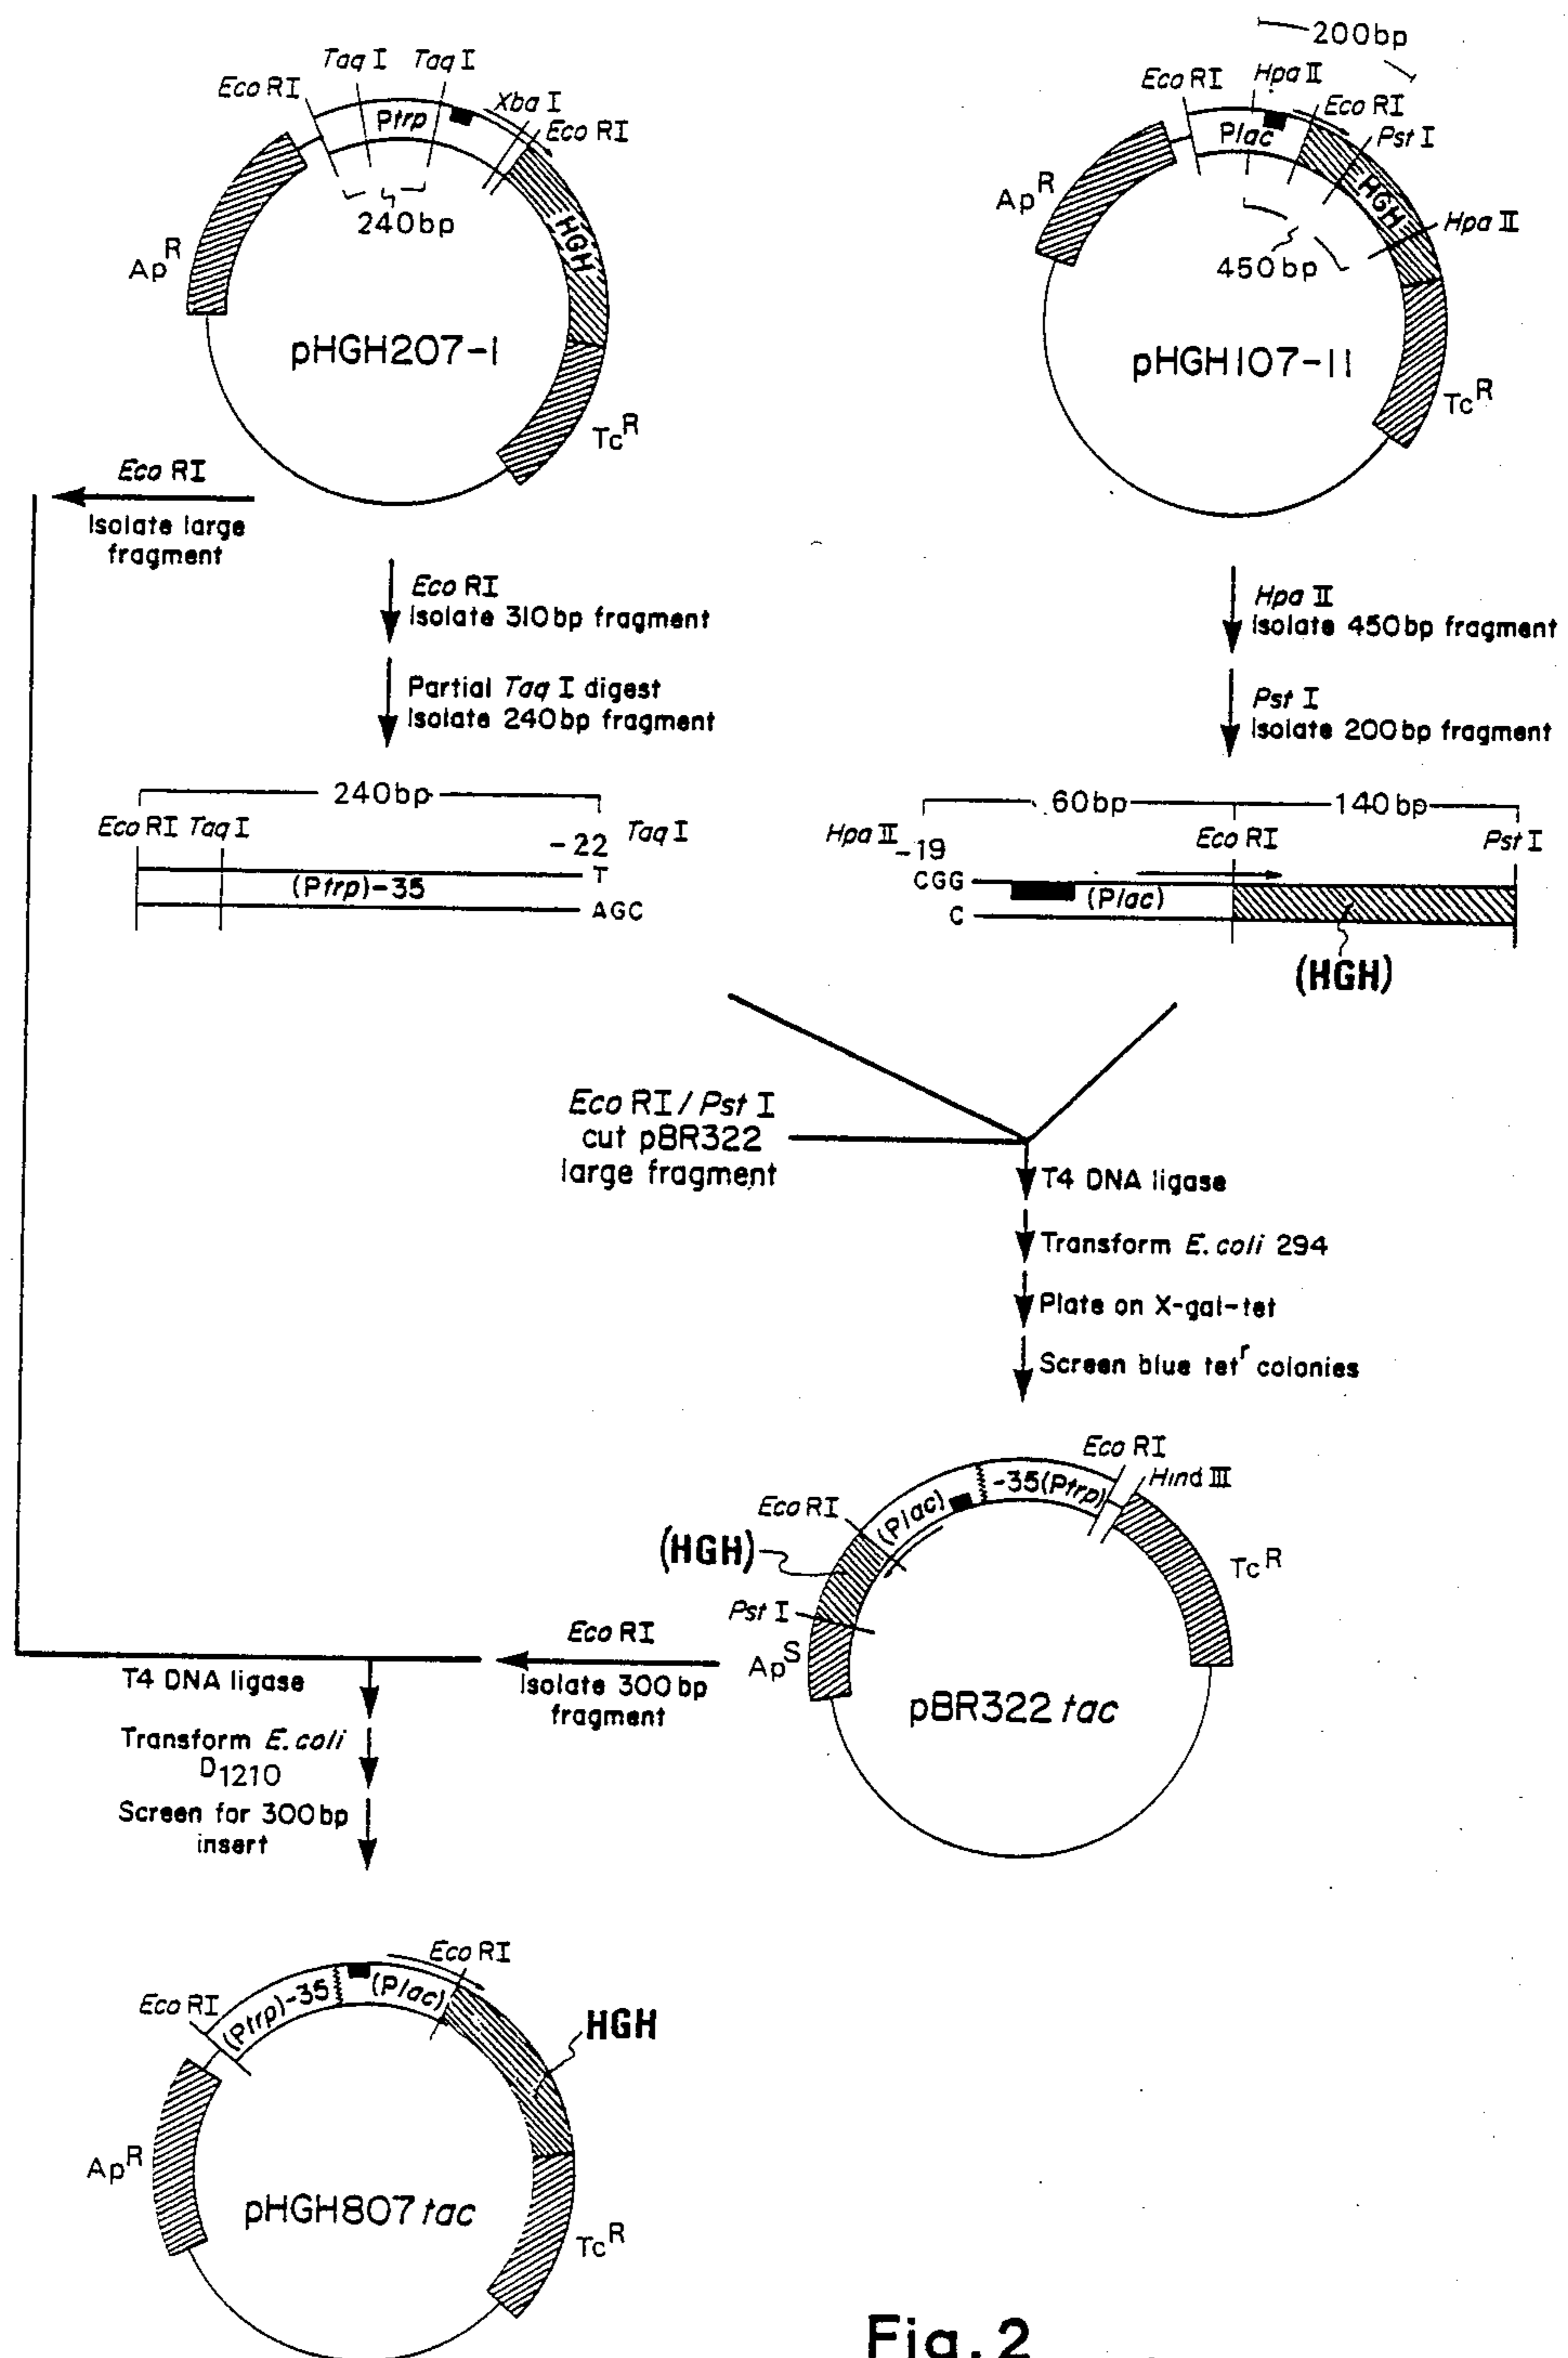 Taq I Taq I
Eco RI
Ptrp
Xba I
Eco RI
240bp
HGH
Ap^R
pHGH207-1
Tc^R
200bp
Eco RI
Hpa II
Eco RI
Plac
Pst I
Ap^R
HGH
Hpa II
450bp
pHGH107-11
Tc^R
Eco RI
Isolate large
fragment
Eco RI
Isolate 310bp fragment
Partial Taq I digest
Isolate 240bp fragment
Hpa II
Isolate 450bp fragment
Pst I
Isolate 200bp fragment
240bp
Eco RI Taq I
-22 Taq I
(Ptrp)-35
T
AGC
60bp
140bp
Hpa II -19
Eco RI
Pst I
CGG
(Plac)
C
(HGH)
Eco RI/Pst I
cut pBR322
large fragment
T4 DNA ligase
Transform E. coli 294
Plate on X-gal-tet
Screen blue tet^r colonies
Eco RI
Hind III
-35(Ptrp)
(Plac)
Eco RI
(HGH)
Tc^R
Pst I
Ap^S
pBR322 tac
Eco RI
Isolate 300bp
fragment
T4 DNA ligase
Transform E. coli
D1210
Screen for 300bp
insert
Eco RI
(Plac)
(Ptrp)-35
Eco RI
HGH
Ap^R
pHGH807 tac
Tc^R
Fig. 2